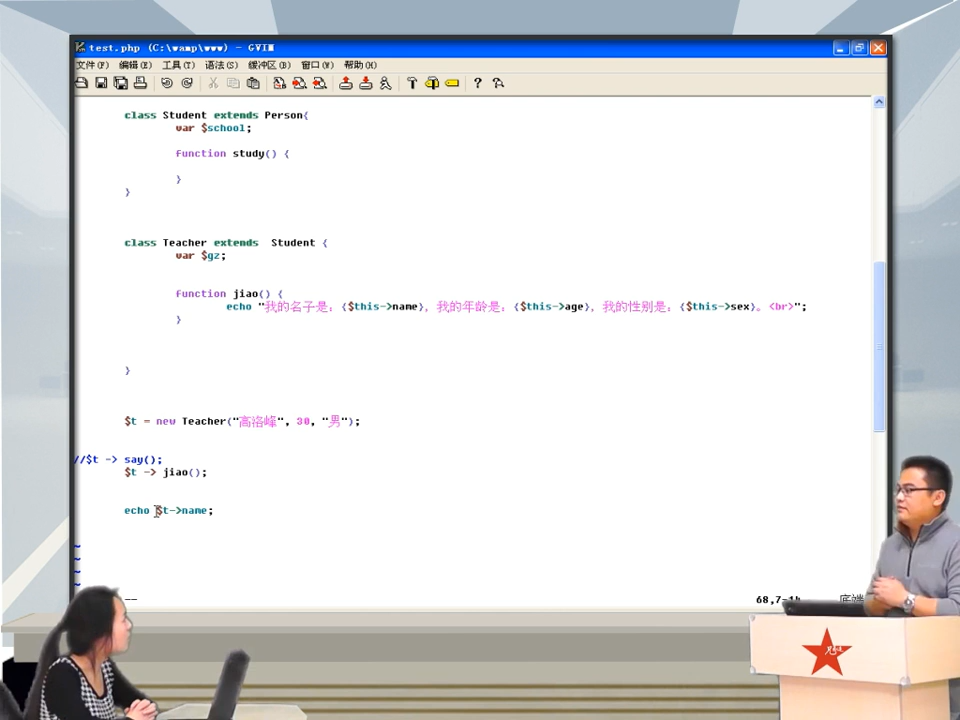 test.php (C:\wamp\www) - GVIM
文件(F) 编辑(E) 工具(T) 语法(S) 缓冲区(B) 窗口(W) 帮助(H)
class Student extends Person{
var $school;
function study() {
}
}
class Teacher extends  Student {
var $gz;
function jiao() {
echo "我的名子是：{$this->name}，我的年龄是：{$this->age}，我的性别是：{$this->sex}。<br>";
}
}
$t = new Teacher("高洛峰", 30, "男");
//$t -> say();
$t -> jiao();
echo $t->name;
~
~
~
~
--
68,7-14 底端